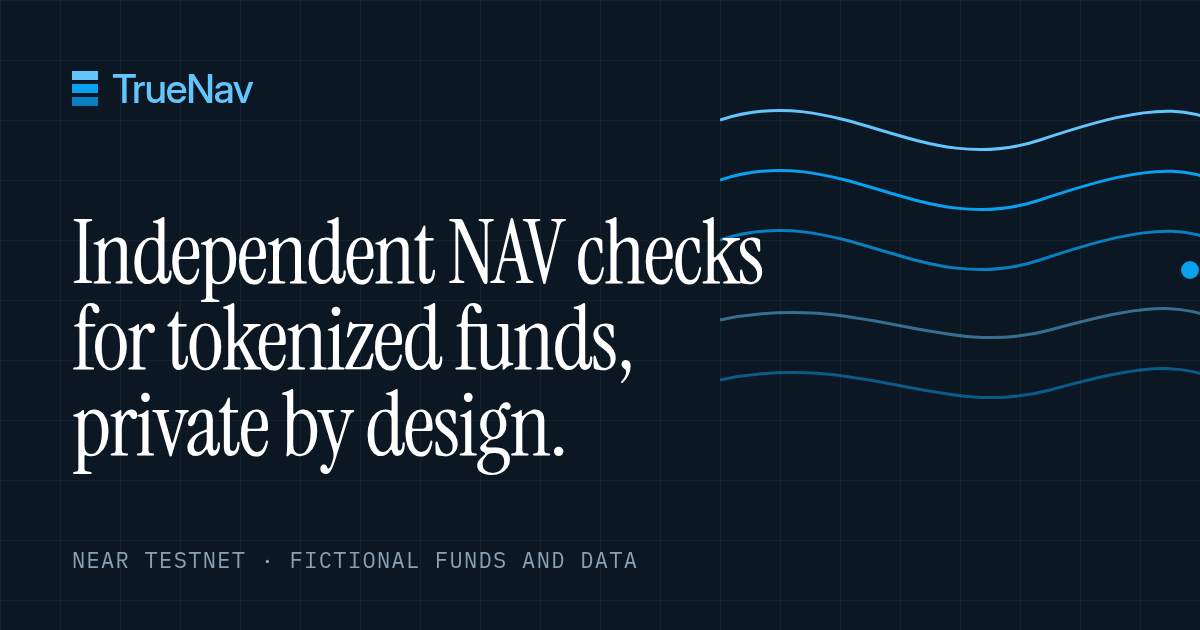 TrueNav
Independent NAV checks
for tokenized funds,
private by design.
NEAR TESTNET · FICTIONAL FUNDS AND DATA